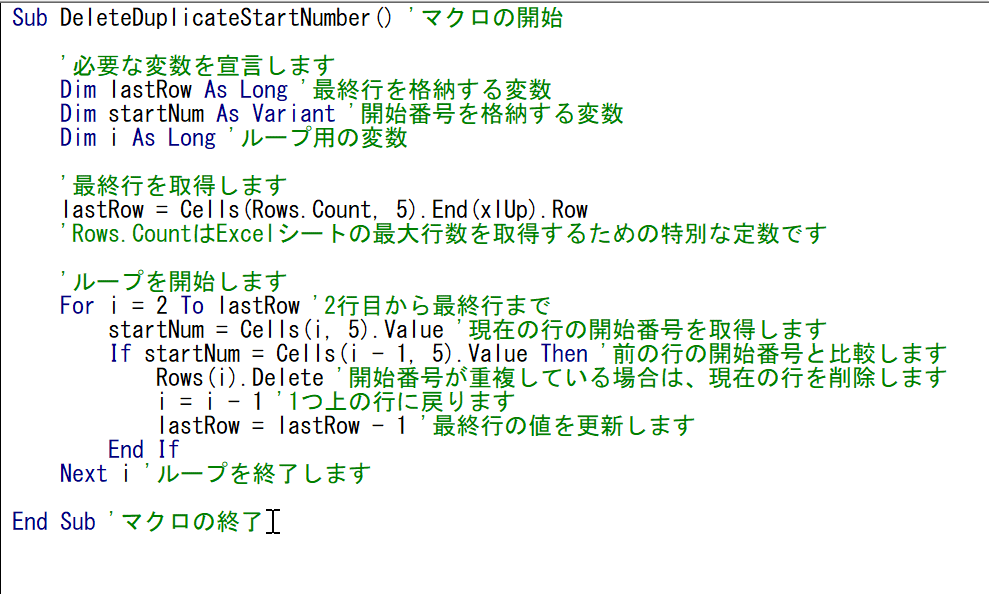 Sub DeleteDuplicateStartNumber() 'マクロの開始
'必要な変数を宣言します
Dim lastRow As Long '最終行を格納する変数
Dim startNum As Variant '開始番号を格納する変数
Dim i As Long 'ループ用の変数
'最終行を取得します
lastRow = Cells(Rows.Count, 5).End(xlUp).Row
'Rows.CountはExcelシートの最大行数を取得するための特別な定数です
'ループを開始します
For i = 2 To lastRow '2行目から最終行まで
startNum = Cells(i, 5).Value '現在の行の開始番号を取得します
If startNum = Cells(i - 1, 5).Value Then '前の行の開始番号と比較します
Rows(i).Delete '開始番号が重複している場合は、現在の行を削除します
i = i - 1 '1つ上の行に戻ります
lastRow = lastRow - 1 '最終行の値を更新します
End If
Next i 'ループを終了します
End Sub 'マクロの終了